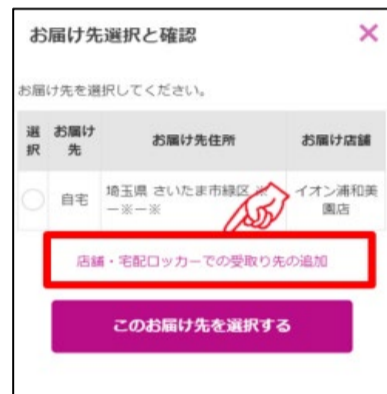 お届け先選択と確認 ×
お届け先を選択してください。
選択 お届け先 お届け先住所 お届け店舗
自宅 埼玉県 さいたま市緑区 ※ イオン浦和美
ー※ー※ 園店
店舗・宅配ロッカーでの受取り先の追加
このお届け先を選択する